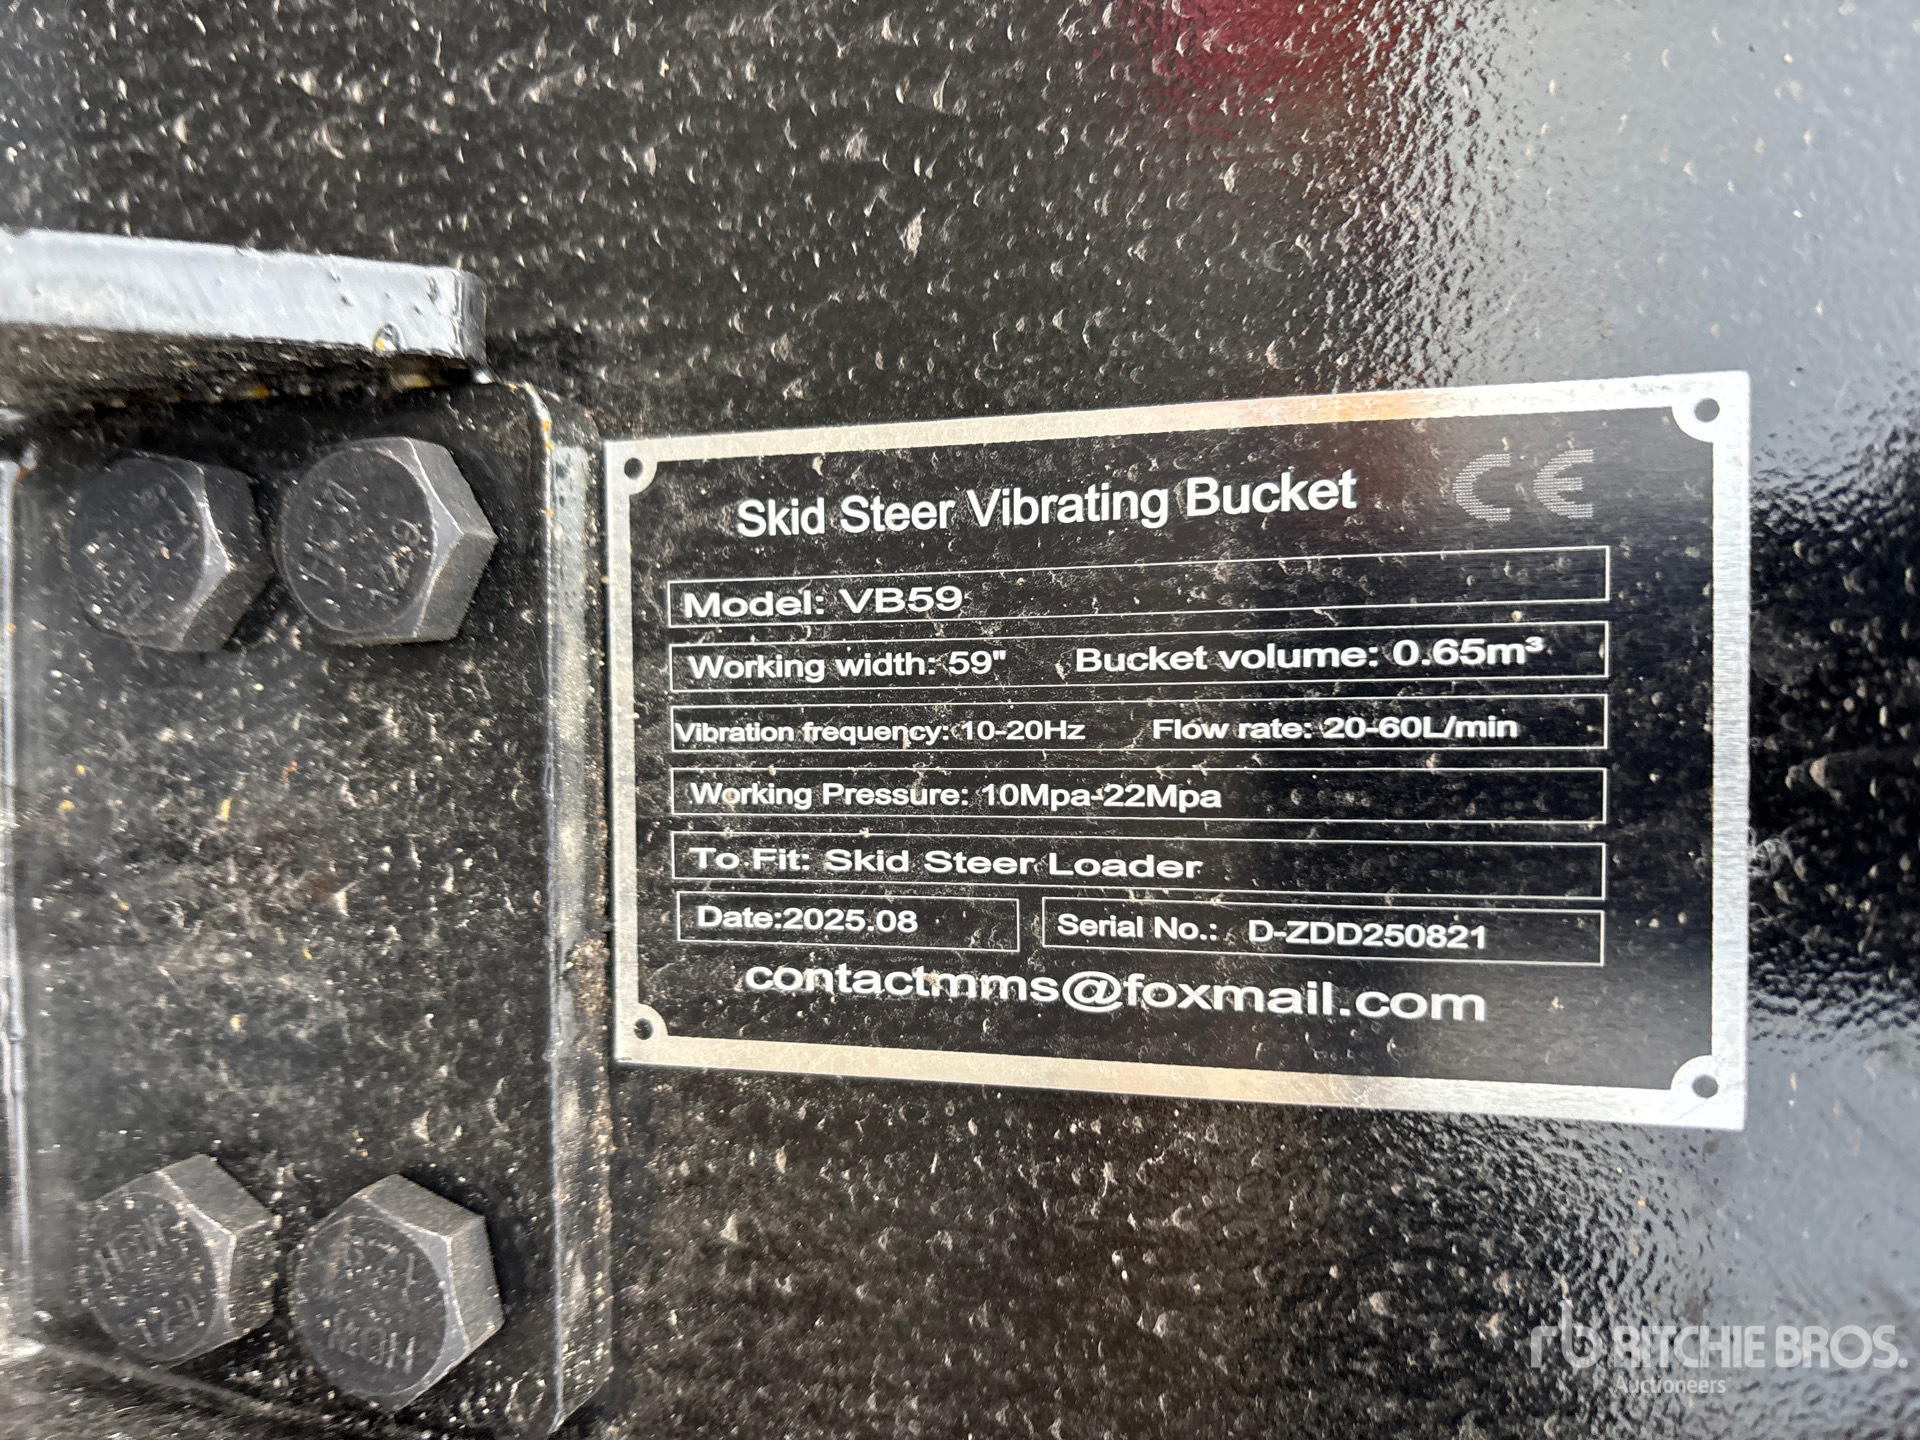 Skid Steer Vibrating Bucket CE
Model: VB59
Working width: 59" Bucket volume: 0.65m³
Vibration frequency: 10-20Hz Flow rate: 20-60L/min
Working Pressure: 10Mpa-22Mpa
To Fit: Skid Steer Loader
Date:2025.08 Serial No.: D-ZDD250821
contactmms@foxmail.com
rb RITCHIE BROS.
Auctioneers